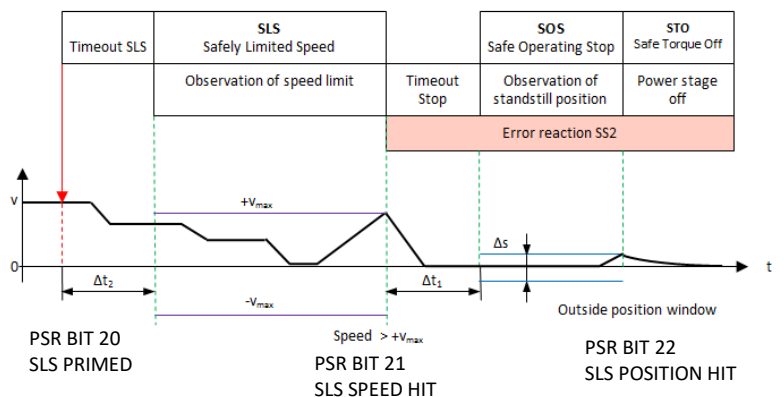 Timeout SLS
SLS
Safely Limited Speed
SOS
Safe Operating Stop
STO
Safe Torque Off
Observation of speed limit
Timeout
Stop
Observation of
standstill position
Power stage
off
Error reaction SS2
v
+vmax
Δs
0
t
Δt2
Δt1
-vmax
Outside position window
Speed > +vmax
PSR BIT 20
SLS PRIMED
PSR BIT 21
SLS SPEED HIT
PSR BIT 22
SLS POSITION HIT